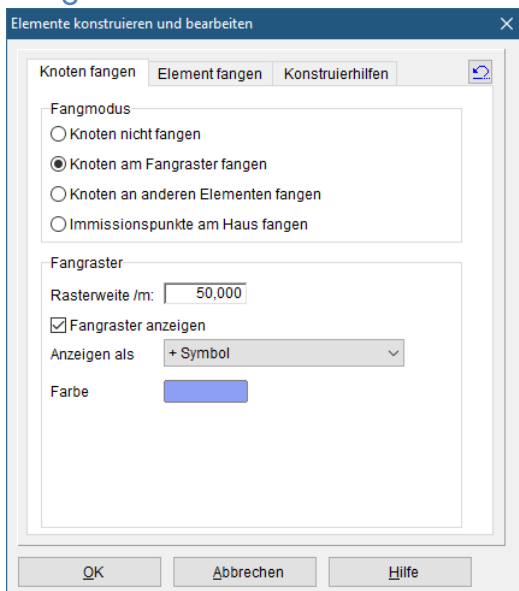 Elemente konstruieren und bearbeiten
Knoten fangen Element fangen Konstruierhilfen
Fangmodus
Knoten nicht fangen
Knoten am Fangraster fangen
Knoten an anderen Elementen fangen
Immissionspunkte am Haus fangen
Fangraster
Rasterweite /m: 50,000
Fangraster anzeigen
Anzeigen als + Symbol
Farbe
OK Abbrechen Hilfe